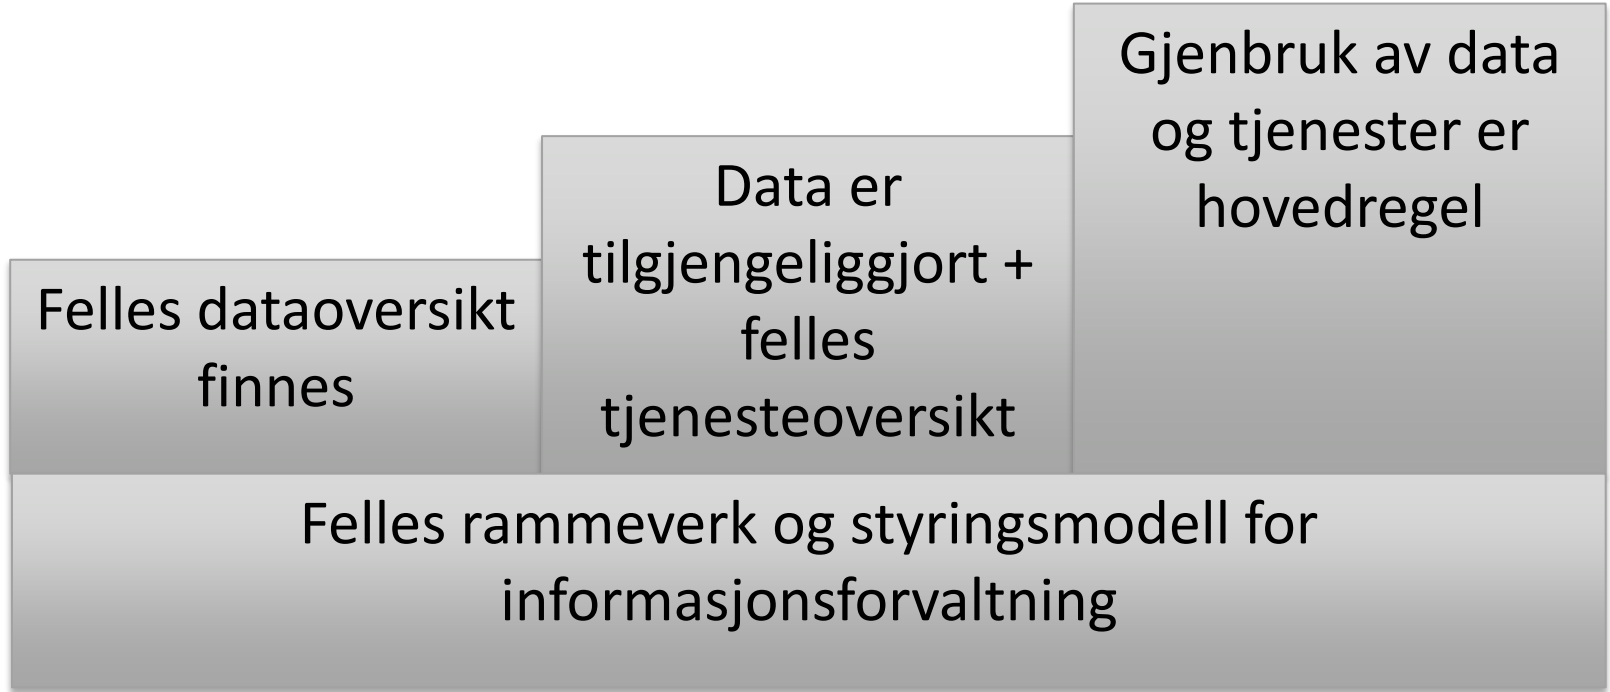 Felles dataoversikt
finnes
Data er
tilgjengeliggjort +
felles
tjenesteoversikt
Gjenbruk av data
og tjenester er
hovedregel
Felles rammeverk og styringsmodell for
informasjonsforvaltning